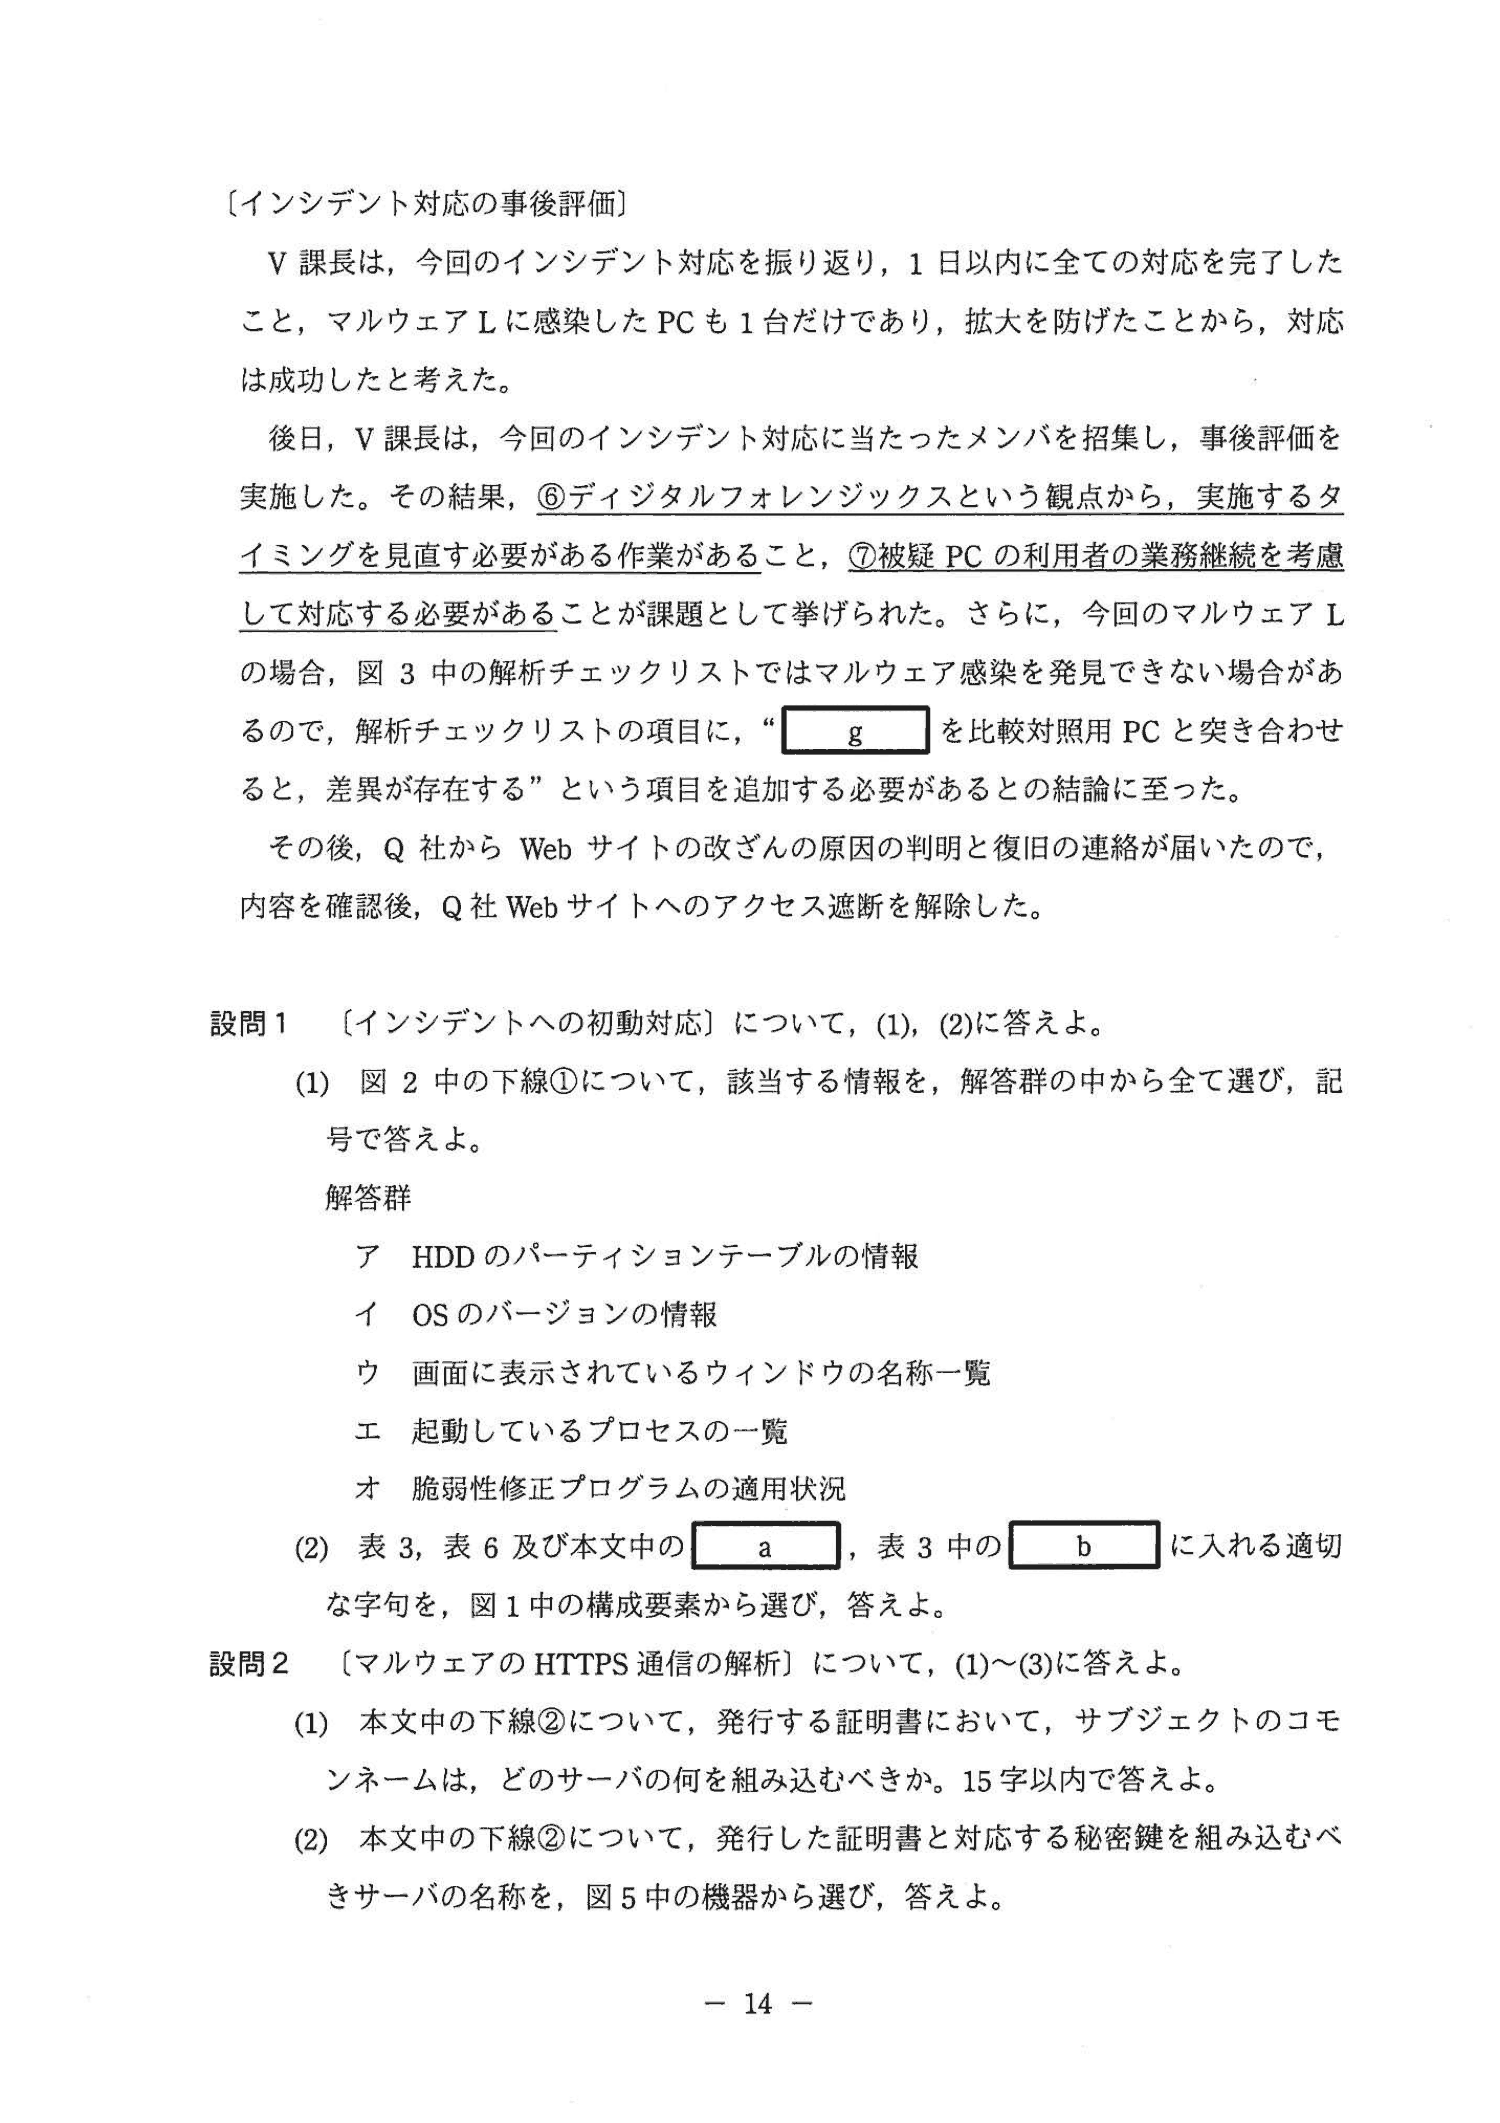 〔インシデント対応の事後評価〕
V 課長は，今回のインシデント対応を振り返り，1 日以内に全ての対応を完了した
こと，マルウェア L に感染した PC も 1 台だけであり，拡大を防げたことから，対応
は成功したと考えた。
後日，V 課長は，今回のインシデント対応に当たったメンバを招集し，事後評価を
実施した。その結果，⑥ディジタルフォレンジックスという観点から，実施するタ
イミングを見直す必要がある作業があること，⑦被疑 PC の利用者の業務継続を考慮
して対応する必要があることが課題として挙げられた。さらに，今回のマルウェア L
の場合，図 3 中の解析チェックリストではマルウェア感染を発見できない場合があ
るので，解析チェックリストの項目に，“ g を比較対照用 PC と突き合わせ
ると，差異が存在する”という項目を追加する必要があるとの結論に至った。
その後，Q 社から Web サイトの改ざんの原因の判明と復旧の連絡が届いたので，
内容を確認後，Q 社 Web サイトへのアクセス遮断を解除した。
設問1 〔インシデントへの初動対応〕について，(1)，(2)に答えよ。
(1) 図 2 中の下線①について，該当する情報を，解答群の中から全て選び，記
号で答えよ。
解答群
ア HDD のパーティションテーブルの情報
イ OS のバージョンの情報
ウ 画面に表示されているウィンドウの名称一覧
エ 起動しているプロセスの一覧
オ 脆弱性修正プログラムの適用状況
(2) 表 3，表 6 及び本文中の a ，表 3 中の b に入れる適切
な字句を，図 1 中の構成要素から選び，答えよ。
設問2 〔マルウェアの HTTPS 通信の解析〕について，(1)～(3)に答えよ。
(1) 本文中の下線②について，発行する証明書において，サブジェクトのコモ
ンネームは，どのサーバの何を組み込むべきか。15 字以内で答えよ。
(2) 本文中の下線②について，発行した証明書と対応する秘密鍵を組み込むべ
きサーバの名称を，図 5 中の機器から選び，答えよ。
－ 14 －